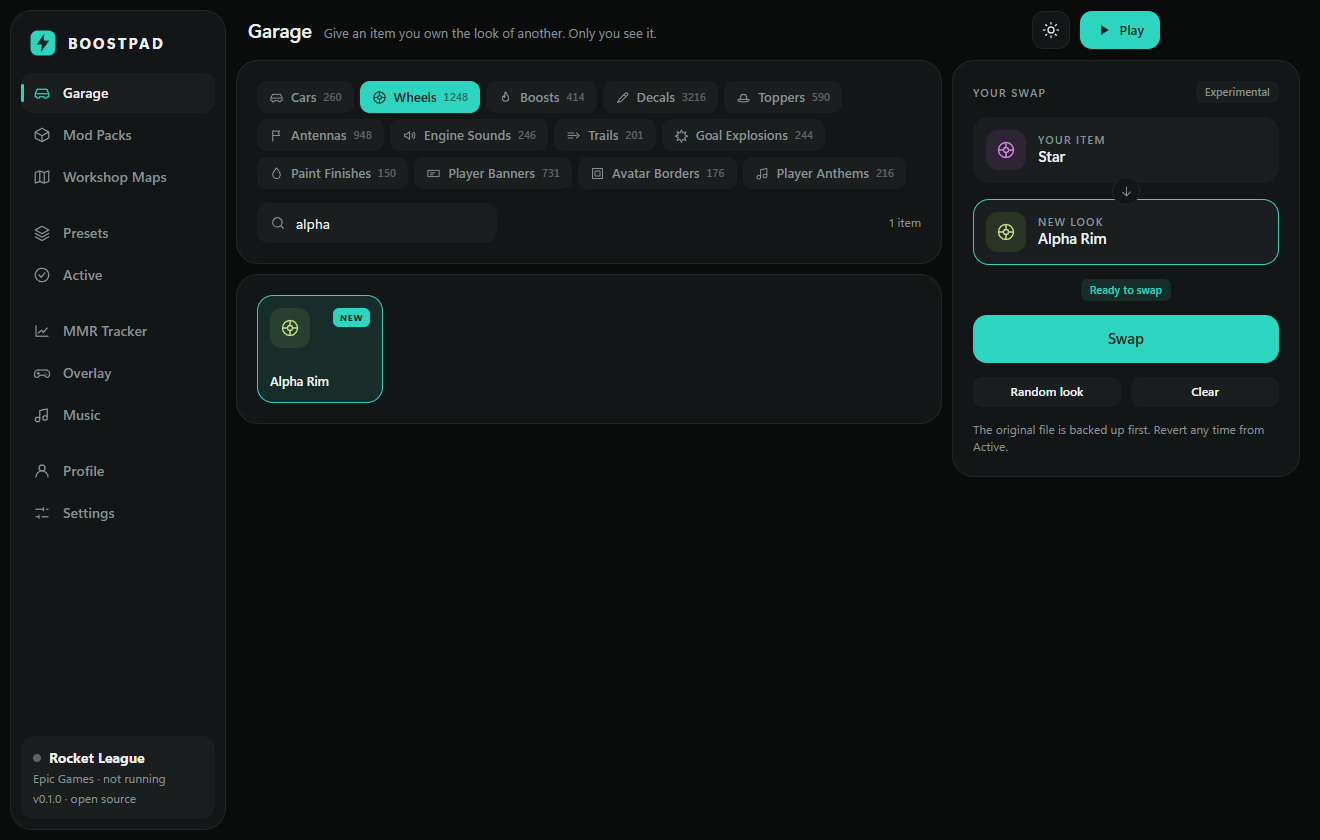 BOOSTPAD
Garage
Mod Packs
Workshop Maps
Presets
Active
MMR Tracker
Overlay
Music
Profile
Settings
Rocket League
Epic Games · not running
v0.1.0 · open source
Garage Give an item you own the look of another. Only you see it.
Play
Cars 260 Wheels 1248 Boosts 414 Decals 3216 Toppers 590
Antennas 948 Engine Sounds 246 Trails 201 Goal Explosions 244
Paint Finishes 150 Player Banners 731 Avatar Borders 176 Player Anthems 216
alpha 1 item
NEW
Alpha Rim
YOUR SWAP Experimental
YOUR ITEM
Star
NEW LOOK
Alpha Rim
Ready to swap
Swap
Random look Clear
The original file is backed up first. Revert any time from
Active.